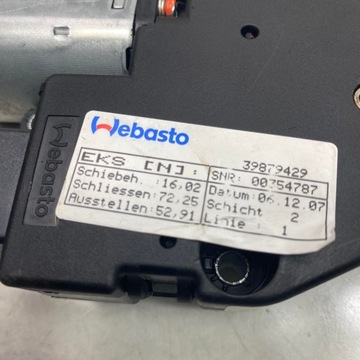 Webasto
Webasto
39879429
EKS [N]:
SNR: 00754787
Schiebeh. :16,02
Datum:06.12.07
Schliessen:72,25
Schicht 2
Ausstellen:52,91
Linie : 1